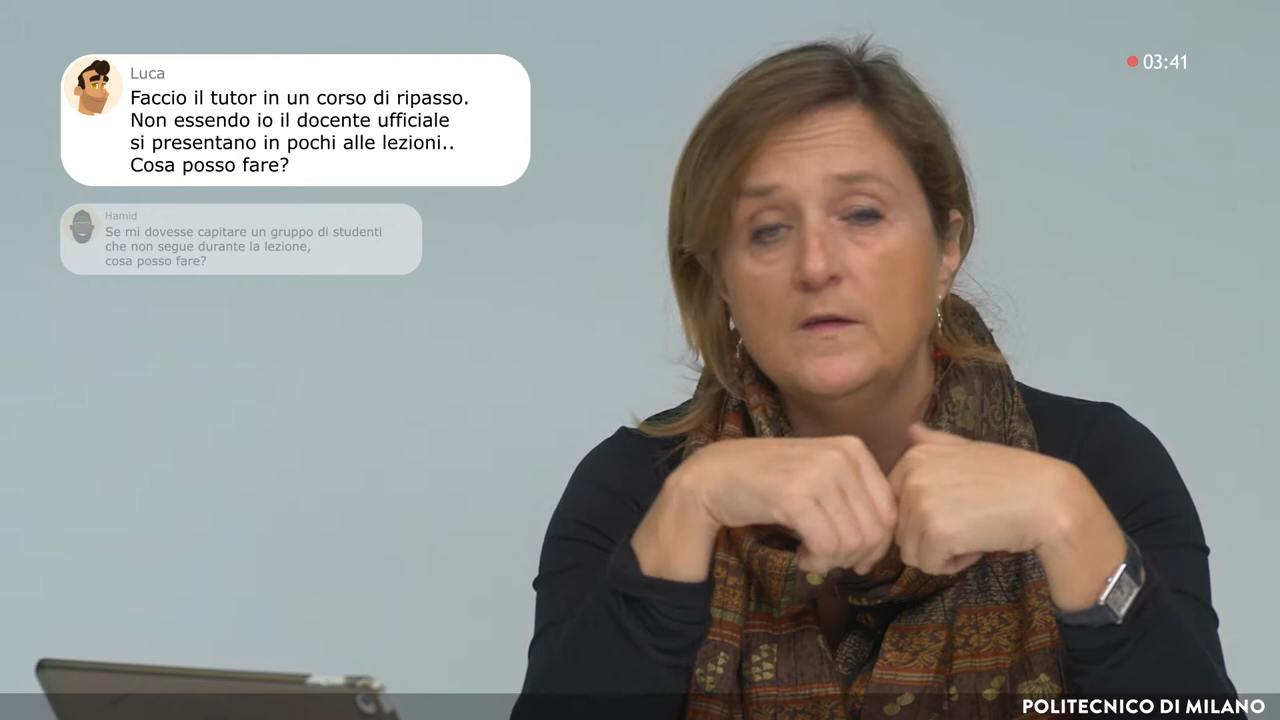 Luca
Faccio il tutor in un corso di ripasso.
Non essendo io il docente ufficiale
si presentano in pochi alle lezioni..
Cosa posso fare?
03:41
Hamid
Se mi dovesse capitare un gruppo di studenti
che non segue durante la lezione,
cosa posso fare?
POLITECNICO DI MILANO